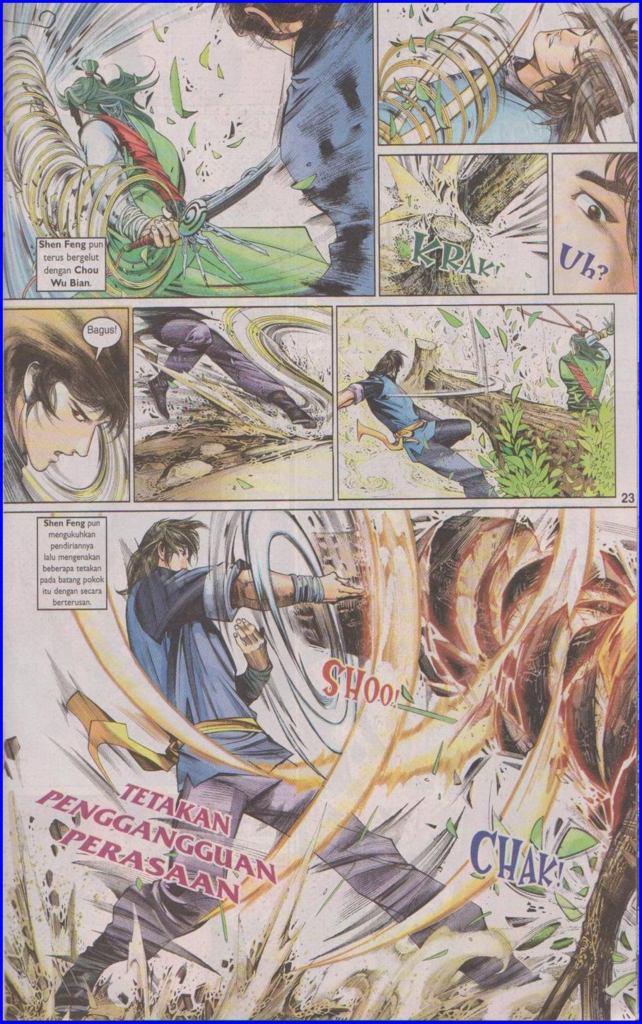 Shen Feng pun
terus bergelut
dengan Chou
Wu Bian.
KRAK!
Uh?
Bagus!
23
Shen Feng pun
mengukuhkan
pendiriannya
lalu mengenakan
beberapa tetakan
pada batang pokok
itu dengan secara
berterusan.
SHOO!
TETAKAN
PENGGANGGUAN
PERASAAN
CHAK!